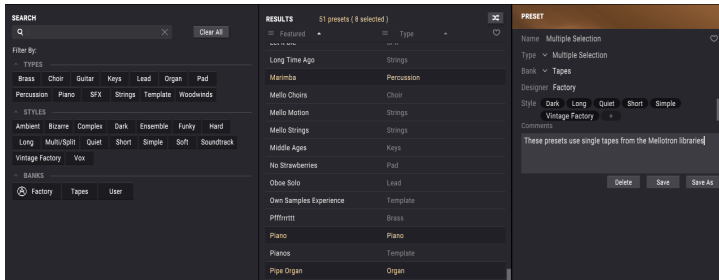 SEARCH
Clear All
Filter By:
TYPES
Brass Choir Guitar Keys Lead Organ Pad
Percussion Piano SFX Strings Template Woodwinds
STYLES
Ambient Bizarre Complex Dark Ensemble Funky Hard
Long Multi/Split Quiet Short Simple Soft Soundtrack
Vintage Factory Vox
BANKS
Factory Tapes User
RESULTS 51 presets ( 8 selected )
Featured Type
Long Time Ago Strings
Marimba Percussion
Mello Choirs Choir
Mello Motion Strings
Mello Strings Strings
Middle Ages Keys
No Strawberries Pad
Oboe Solo Lead
Own Samples Experience Template
Pfffrrrttt Brass
Piano Piano
Pianos Template
Pipe Organ Organ
PRESET
Name Multiple Selection
Type Multiple Selection
Bank Tapes
Designer Factory
Style Dark Long Quiet Short Simple
Vintage Factory +
Comments
These presets use single tapes from the Mellotron libraries
Delete Save Save As